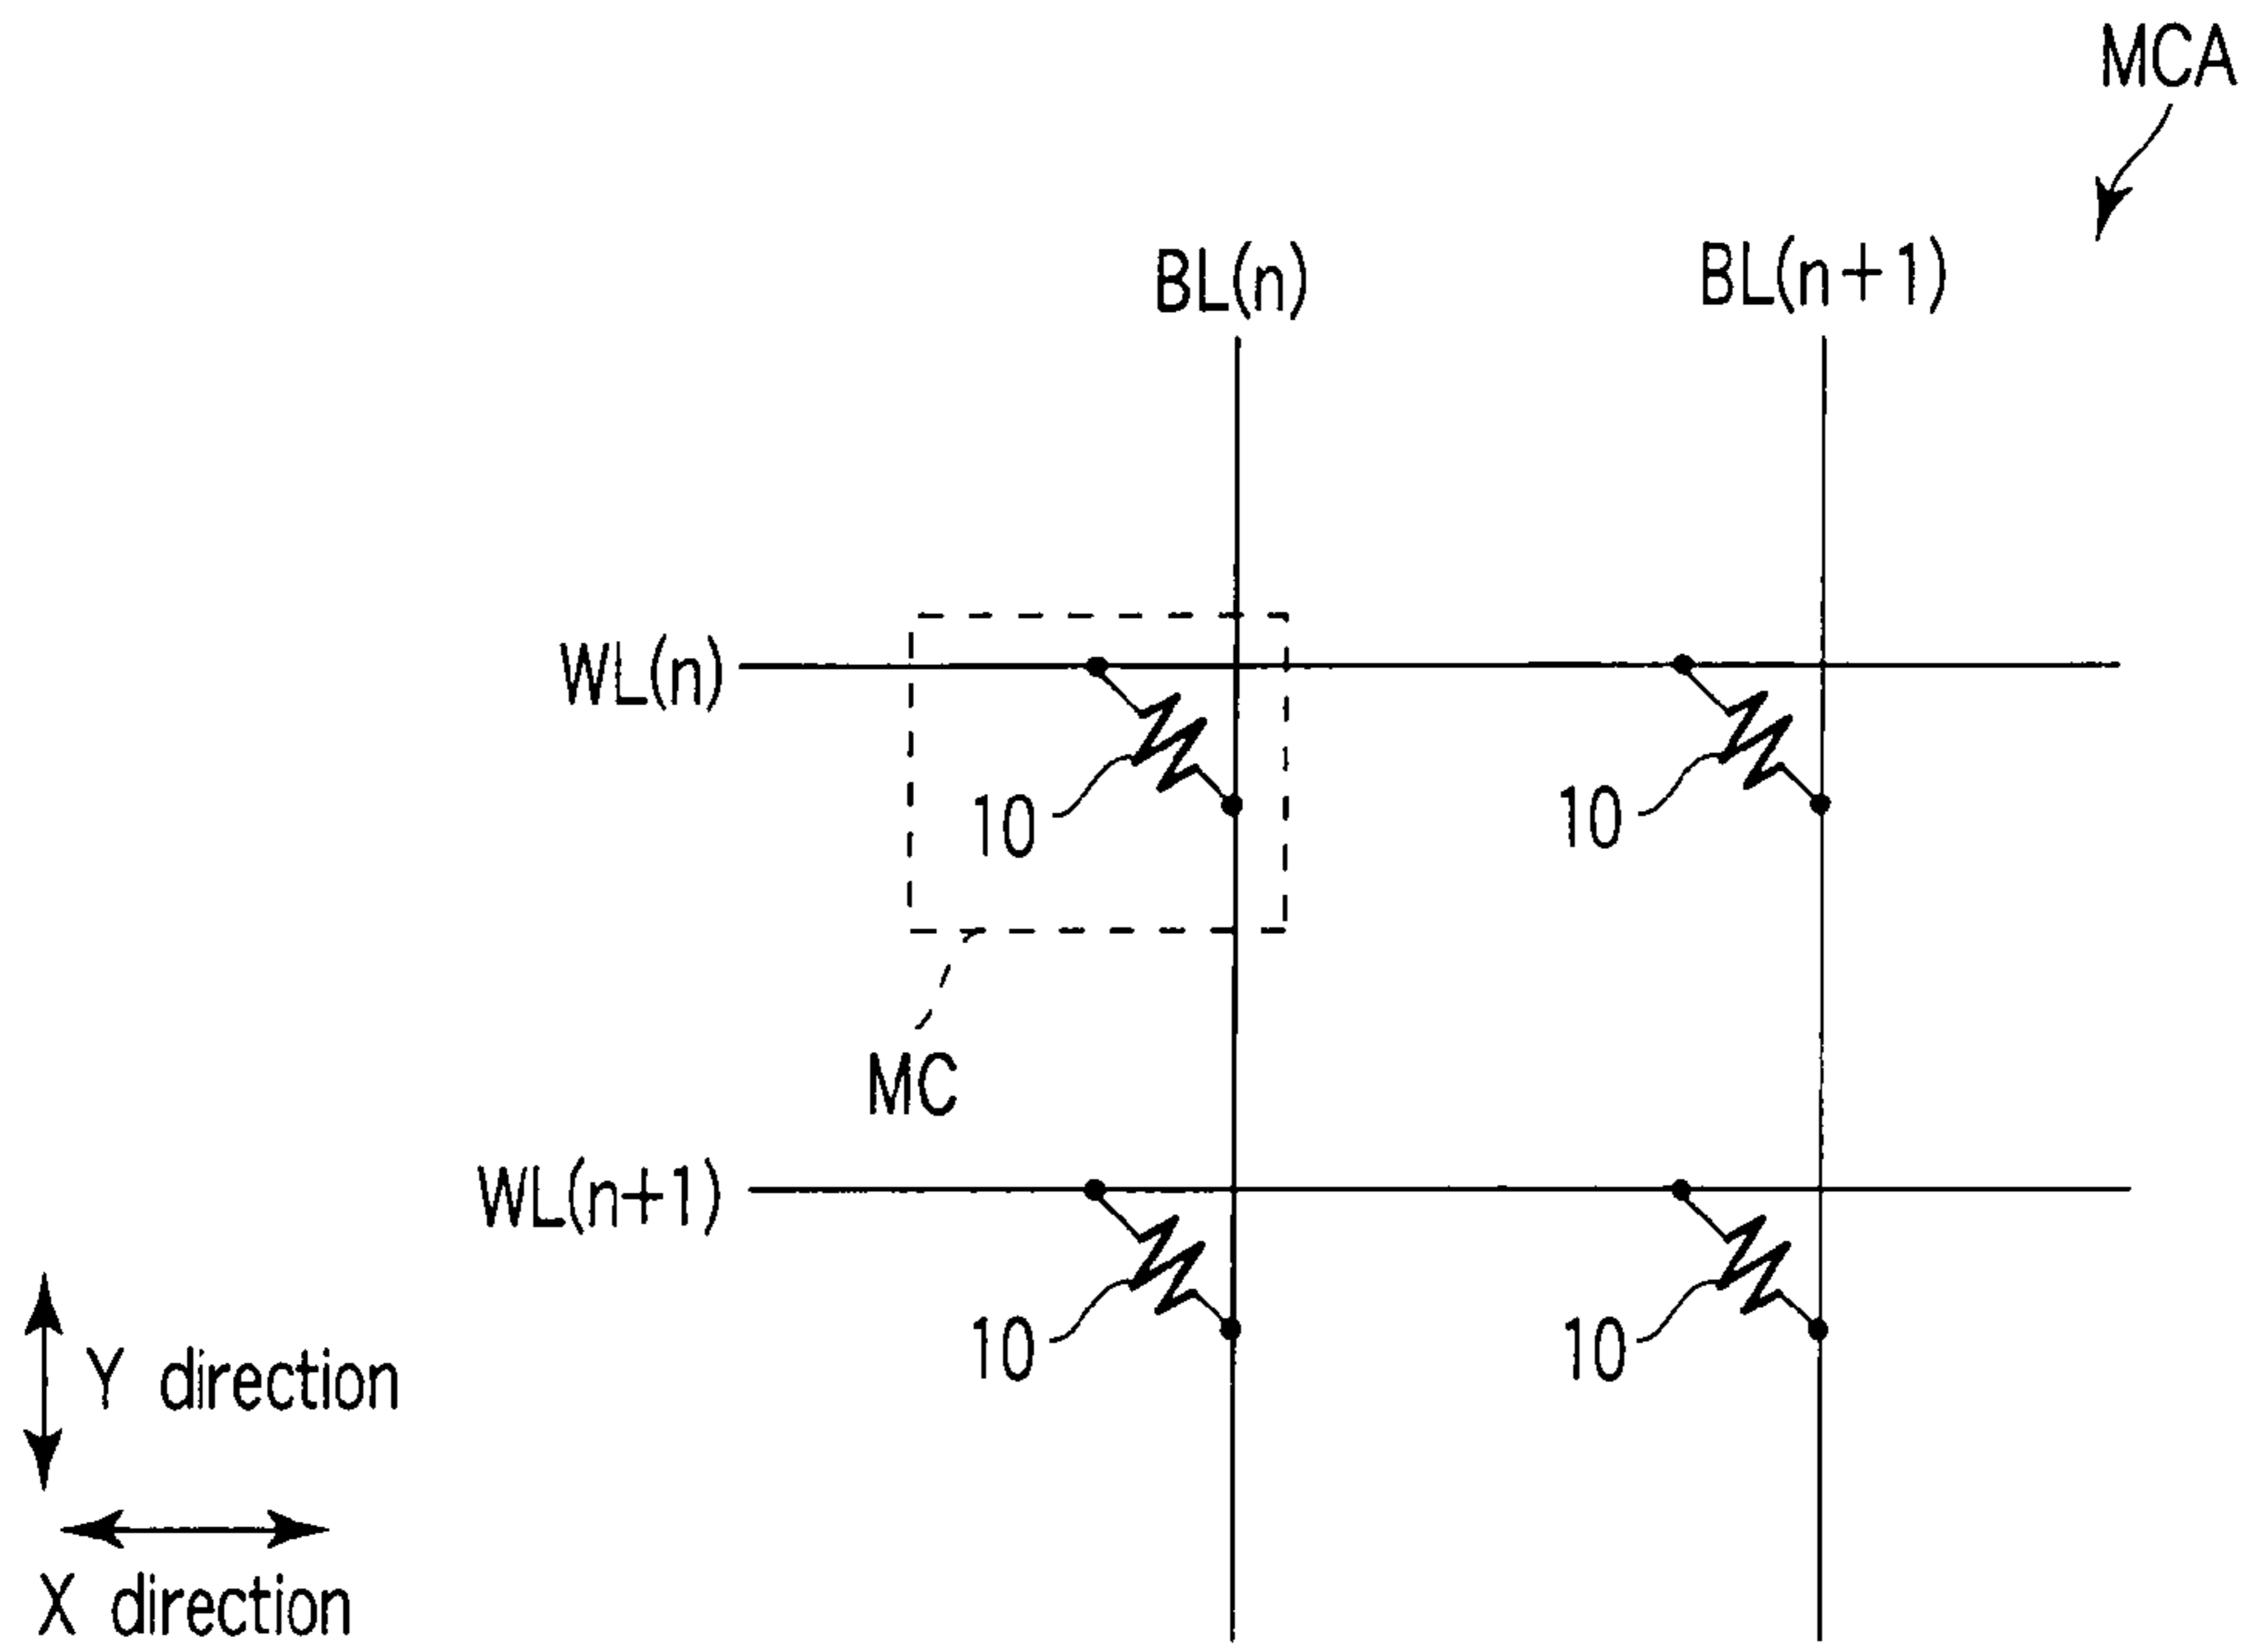 MCA
BL(n)
BL(n+1)
WL(n)
10
10
MC
WL(n+1)
10
10
Y direction
X direction